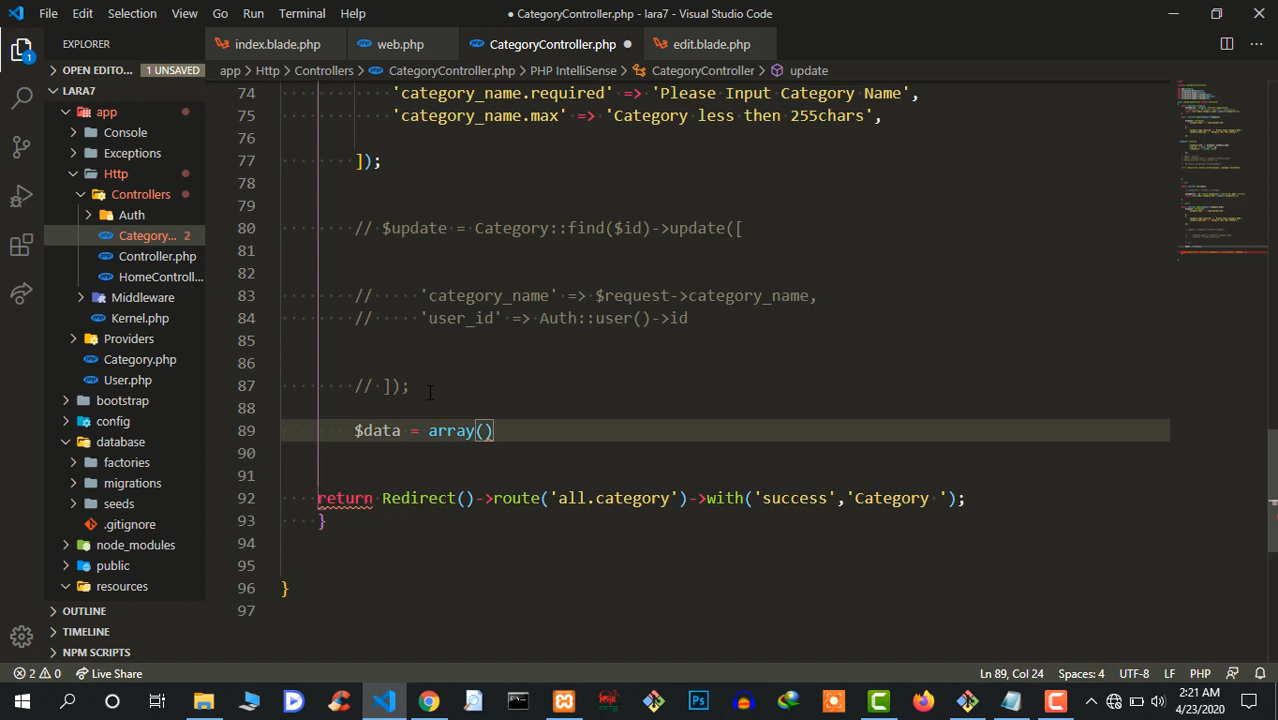 File Edit Selection View Go Run Terminal Help
● CategoryController.php - lara7 - Visual Studio Code
EXPLORER
OPEN EDITO... 1 UNSAVED
LARA7
app
Console
Exceptions
Http
Controllers
Auth
Category... 2
Controller.php
HomeControll...
Middleware
Kernel.php
Providers
Category.php
User.php
bootstrap
config
database
factories
migrations
seeds
.gitignore
node_modules
public
resources
OUTLINE
TIMELINE
NPM SCRIPTS
index.blade.php web.php CategoryController.php ● edit.blade.php
app > Http > Controllers > CategoryController.php > PHP IntelliSense > CategoryController > update
74 'category_name.required' => 'Please Input Category Name',
75 'category_name.max' => 'Category less then 255chars',
76
77 ]);
78
79
80 // $update = Category::find($id)->update([
81
82
83 // 'category_name' => $request->category_name,
84 // 'user_id' => Auth::user()->id
85
86
87 // ]);
88
89 $data = array()
90
91
92 return Redirect()->route('all.category')->with('success','Category ');
93 }
94
95
96 }
97
2 0 Live Share Ln 89, Col 24 Spaces: 4 UTF-8 LF PHP
2:21 AM
4/23/2020